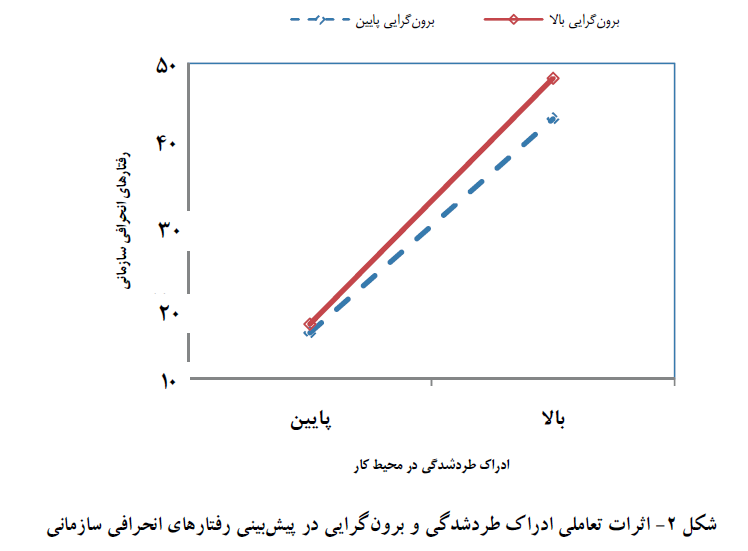 برون‌گرایی بالا
برون‌گرایی پایین
۵۰
۴۰
۳۰
۲۰
۱۰
رفتارهای انحرافی سازمانی
پایین
بالا
ادراک طردشدگی در محیط کار
شکل ۲- اثرات تعاملی ادراک طردشدگی و برون‌گرایی در پیش‌بینی رفتارهای انحرافی سازمانی